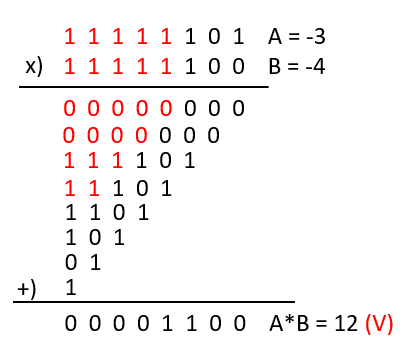 1 1 1 1 1 1 0 1 A = -3
x) 1 1 1 1 1 1 0 0 B = -4
0 0 0 0 0 0 0 0
0 0 0 0 0 0 0
1 1 1 1 0 1
1 1 1 0 1
1 1 0 1
1 0 1
0 1
+) 1
0 0 0 0 1 1 0 0 A*B = 12 (V)